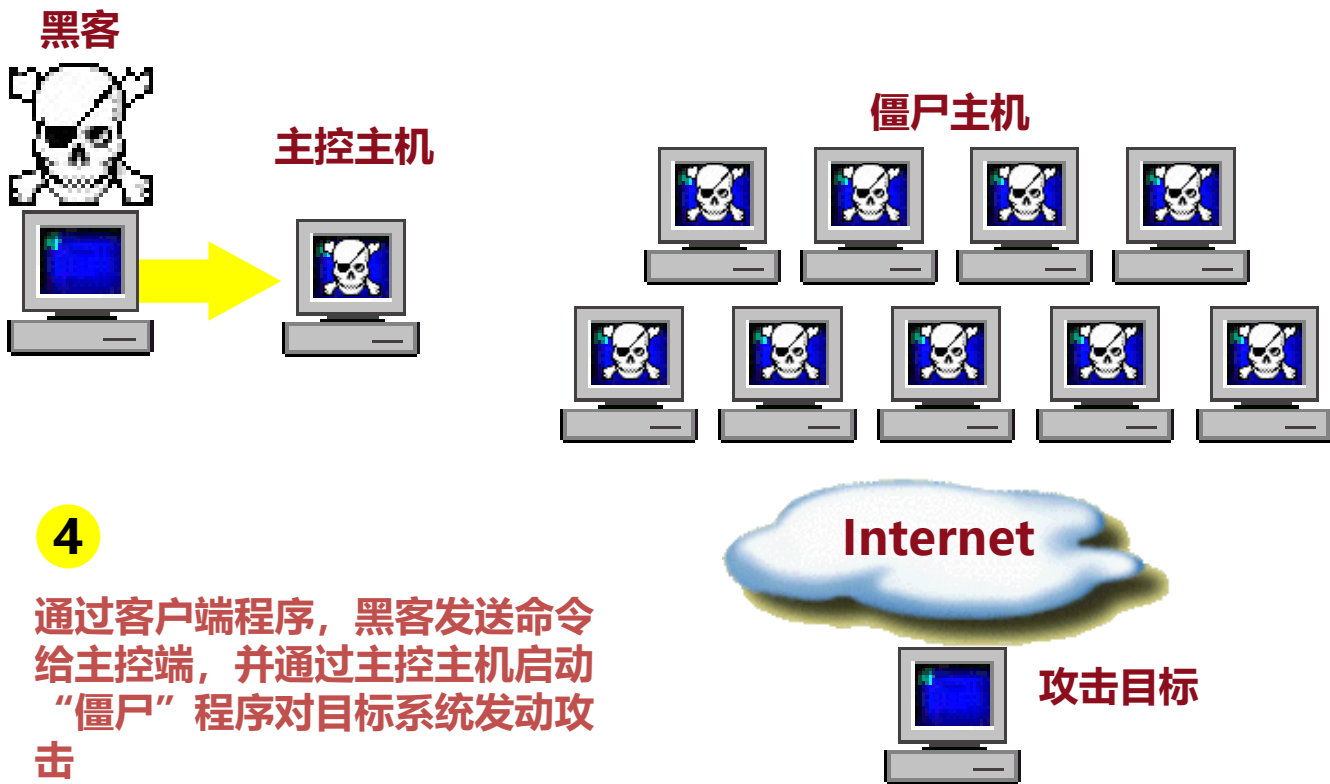 黑客
主控主机
僵尸主机
Internet
4
通过客户端程序，黑客发送命令
给主控端，并通过主控主机启动
“僵尸”程序对目标系统发动攻
击
攻击目标